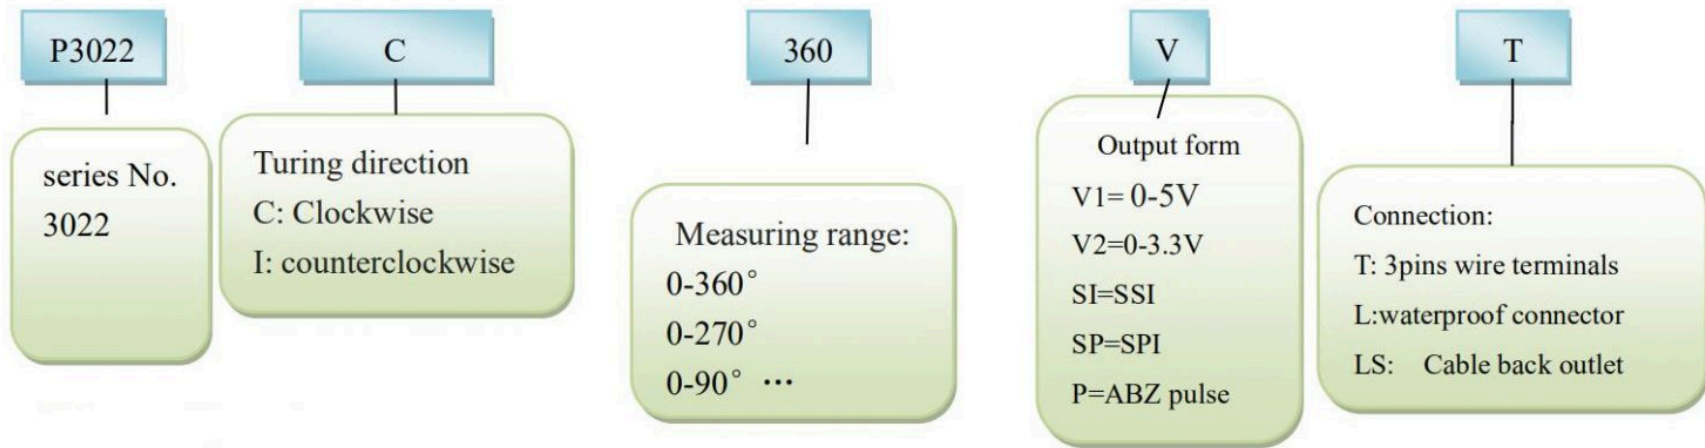 P3022
C
360
V
T
series No.
3022
Turing direction
C: Clockwise
I: counterclockwise
Measuring range:
0-360°
0-270°
0-90° ···
Output form
V1= 0-5V
V2=0-3.3V
SI=SSI
SP=SPI
P=ABZ pulse
Connection:
T: 3pins wire terminals
L:waterproof connector
LS: Cable back outlet